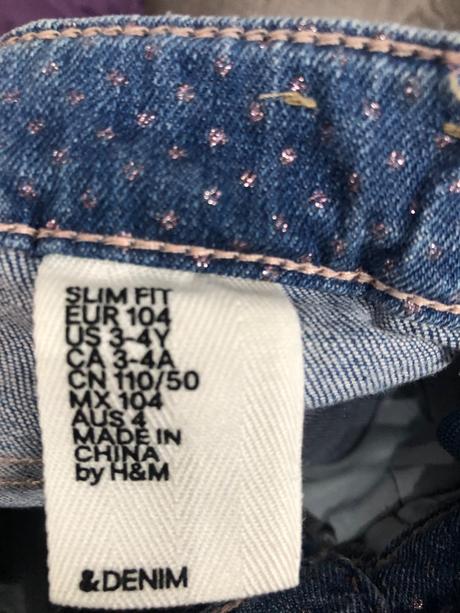 SLIM FIT
EUR 104
US 3-4Y
CA 3-4A
CN 110/50
MX 104
AUS 4
MADE IN
CHINA
by H&M
&DENIM